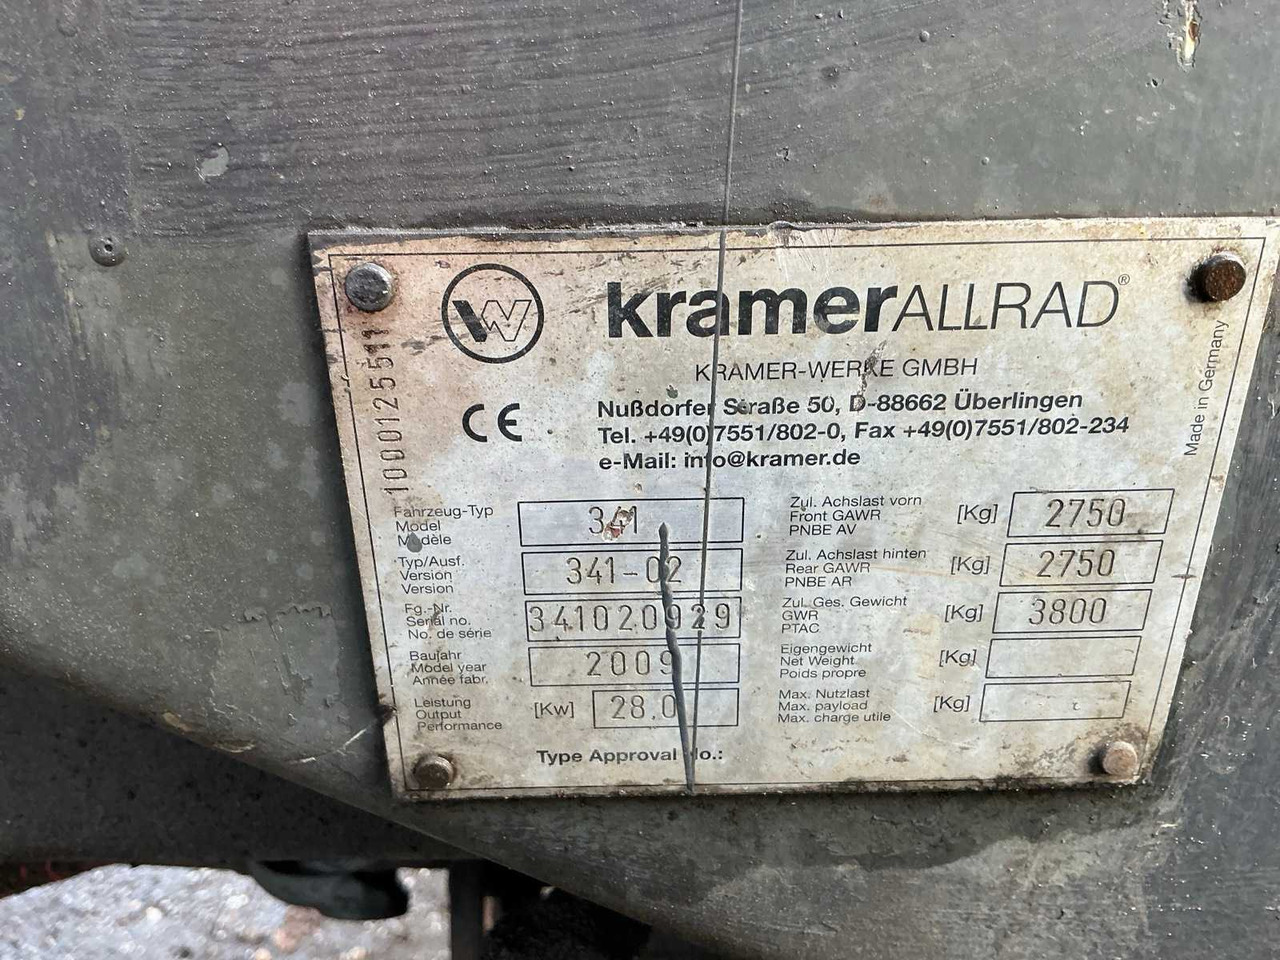 kramerALLRAD®
KRAMER-WERKE GMBH
Nußdorfer Straße 50, D-88662 Überlingen
Tel. +49(0)7551/802-0, Fax +49(0)7551/802-234
e-Mail: info@kramer.de
CE
Made in Germany
1000125511
Fahrzeug-Typ
Model
Modèle
341
Typ/Ausf.
Version
Version
341-02
Fg.-Nr.
Serial no.
No. de série
341020929
Baujahr
Model year
Année fabr.
2009
Leistung
Output
Performance
[Kw] 28.0
Type Approval No.:
Zul. Achslast vorn
Front GAWR
PNBE AV
[Kg] 2750
Zul. Achslast hinten
Rear GAWR
PNBE AR
[Kg] 2750
Zul. Ges. Gewicht
GWR
PTAC
[Kg] 3800
Eigengewicht
Net Weight
Poids propre
[Kg]
Max. Nutzlast
Max. payload
Max. charge utile
[Kg]